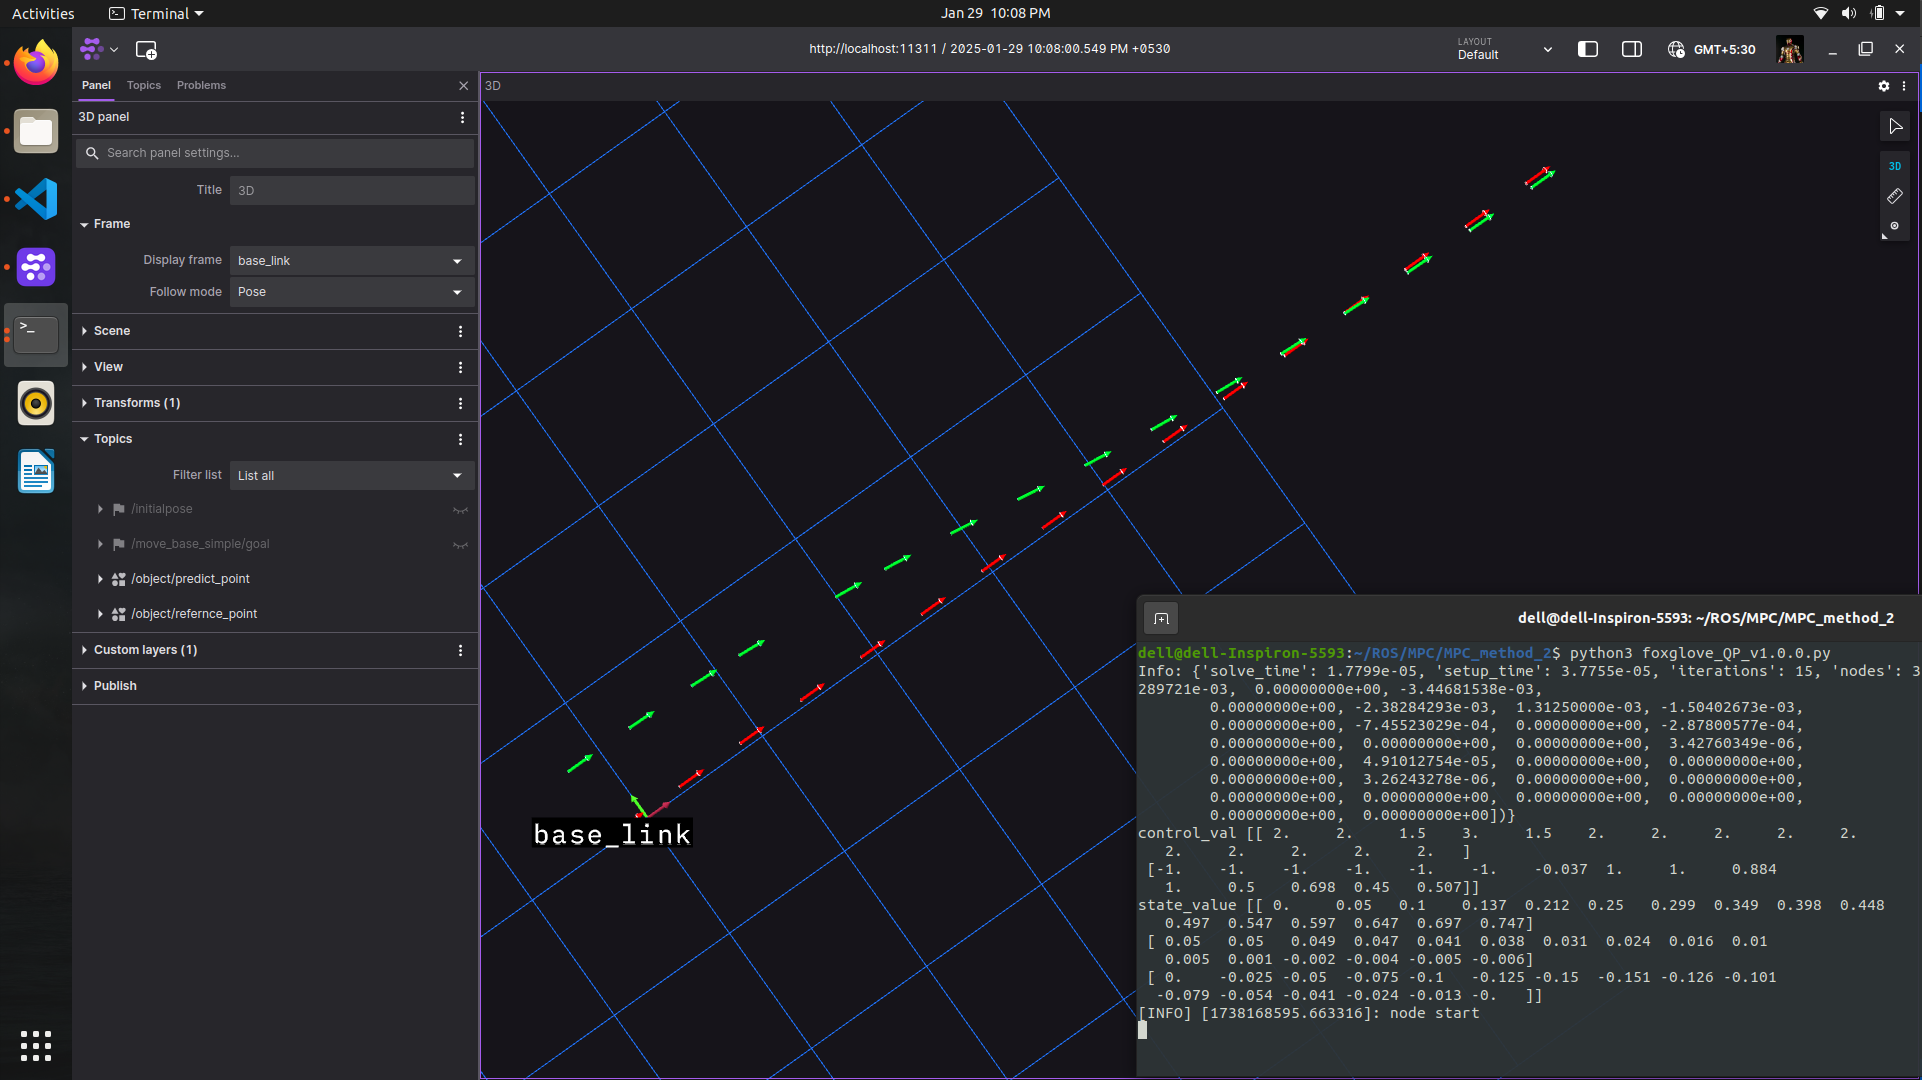 Activities
Terminal
Jan 29 10:08 PM
http://localhost:11311 / 2025-01-29 10:08:00.549 PM +0530
LAYOUT
Default
GMT+5:30
Panel
Topics
Problems
3D panel
Search panel settings...
Title
3D
Frame
Display frame
base_link
Follow mode
Pose
Scene
View
Transforms (1)
Topics
Filter list
List all
/initialpose
/move_base_simple/goal
/object/predict_point
/object/refernce_point
Custom layers (1)
Publish
3D
3D
base_link
dell@dell-Inspiron-5593: ~/ROS/MPC/MPC_method_2
dell@dell-Inspiron-5593:~/ROS/MPC/MPC_method_2$ python3 foxglove_QP_v1.0.0.py
Info: {'solve_time': 1.7799e-05, 'setup_time': 3.7755e-05, 'iterations': 15, 'nodes': 3
289721e-03, 0.00000000e+00, -3.44681538e-03,
0.00000000e+00, -2.38284293e-03, 1.31250000e-03, -1.50402673e-03,
0.00000000e+00, -7.45523029e-04, 0.00000000e+00, -2.87800577e-04,
0.00000000e+00, 0.00000000e+00, 0.00000000e+00, 3.42760349e-06,
0.00000000e+00, 4.91012754e-05, 0.00000000e+00, 0.00000000e+00,
0.00000000e+00, 3.26243278e-06, 0.00000000e+00, 0.00000000e+00,
0.00000000e+00, 0.00000000e+00, 0.00000000e+00, 0.00000000e+00,
0.00000000e+00, 0.00000000e+00])}
control_val [[ 2. 2. 1.5 3. 1.5 2. 2. 2. 2. 2.
2. 2. 2. 2. 2. ]
[-1. -1. -1. -1. -1. -1. -0.037 1. 1. 0.884
1. 0.5 0.698 0.45 0.507]]
state_value [[ 0. 0.05 0.1 0.137 0.212 0.25 0.299 0.349 0.398 0.448
0.497 0.547 0.597 0.647 0.697 0.747]
[ 0.05 0.05 0.049 0.047 0.041 0.038 0.031 0.024 0.016 0.01
0.005 0.001 -0.002 -0.004 -0.005 -0.006]
[ 0. -0.025 -0.05 -0.075 -0.1 -0.125 -0.15 -0.151 -0.126 -0.101
-0.079 -0.054 -0.041 -0.024 -0.013 -0. ]]
[INFO] [1738168595.663316]: node start